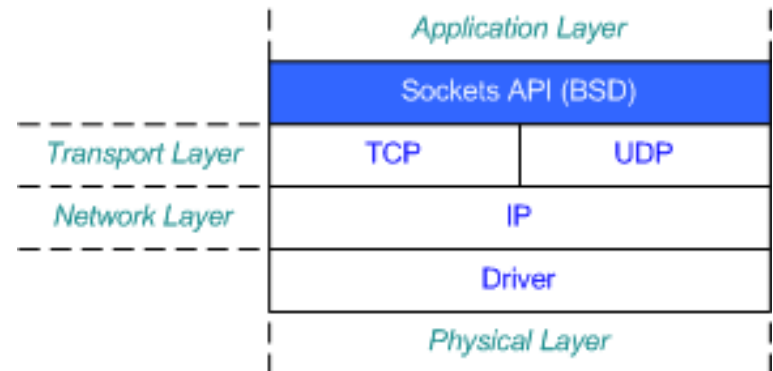 Application Layer
Sockets API (BSD)
Transport Layer TCP UDP
Network Layer IP
Driver
Physical Layer